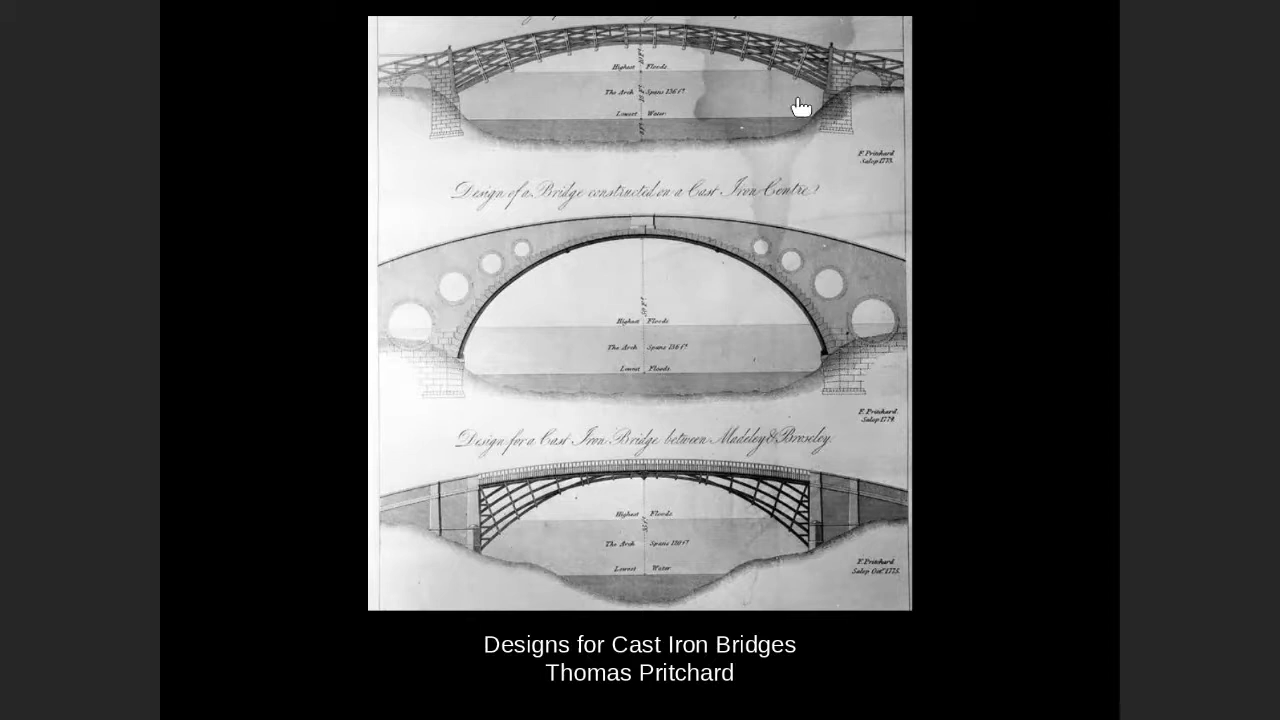 Highest Floods.
The Arch Spans 136 f.t
Lowest Water
F. Pritchard
Salop 1773.
Design of a Bridge constructed on a Cast Iron Centre
Highest Floods
The Arch Spans 136 f.t
Lowest Floods.
F. Pritchard.
Salop 1774.
Design for a Cast Iron Bridge between Madeley & Broseley.
Highest Floods.
The Arch Spans 120 f.t
Lowest Water
F. Pritchard
Salop Oct.r 1775.
Designs for Cast Iron Bridges
Thomas Pritchard